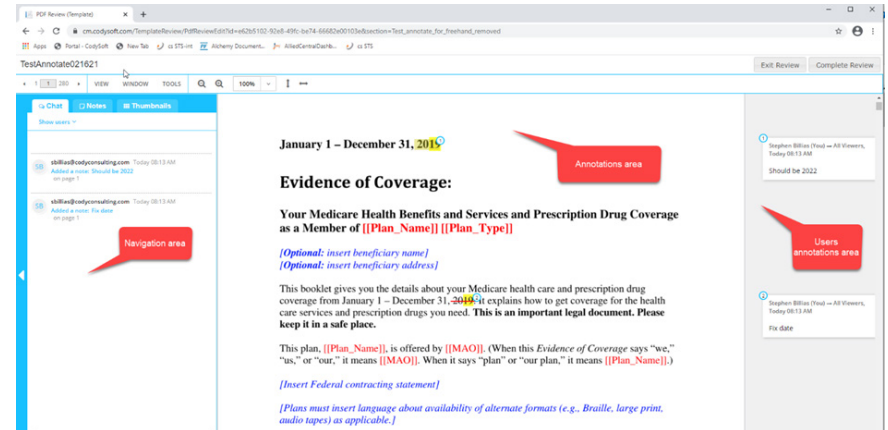 PDF Review (Template) × +
cm.codysoft.com/TemplateReview/PdfReviewEdit?id=e62b5102-92e8-49fc-be74-66682e00103e&section=Test_annotate_for_freehand_removed
Apps Portal - CodySoft New Tab cs STS-int Alchemy Document... AlliedCentralDashb... cs STS
TestAnnotate021621
Exit Review Complete Review
1 1 280 VIEW WINDOW TOOLS 100%
Chat Notes Thumbnails
Show users
SB sbillias@codyconsulting.com Today 08:13 AM
Added a note: Should be 2022
on page 1
SB sbillias@codyconsulting.com Today 08:13 AM
Added a note: Fix date
on page 1
Navigation area
January 1 – December 31, 2019 1
Annotations area
Evidence of Coverage:
Your Medicare Health Benefits and Services and Prescription Drug Coverage
as a Member of [[Plan_Name]] [[Plan_Type]]
[Optional: insert beneficiary name]
[Optional: insert beneficiary address]
This booklet gives you the details about your Medicare health care and prescription drug
coverage from January 1 – December 31, 2019. 2 it explains how to get coverage for the health
care services and prescription drugs you need. This is an important legal document. Please
keep it in a safe place.
This plan, [[Plan_Name]], is offered by [[MAO]]. (When this Evidence of Coverage says “we,”
“us,” or “our,” it means [[MAO]]. When it says “plan” or “our plan,” it means [[Plan_Name]].)
[Insert Federal contracting statement]
[Plans must insert language about availability of alternate formats (e.g., Braille, large print,
audio tapes) as applicable.]
1
Stephen Billias (You) ↔ All Viewers,
Today 08:13 AM
Should be 2022
Users
annotations area
2
Stephen Billias (You) ↔ All Viewers,
Today 08:13 AM
Fix date